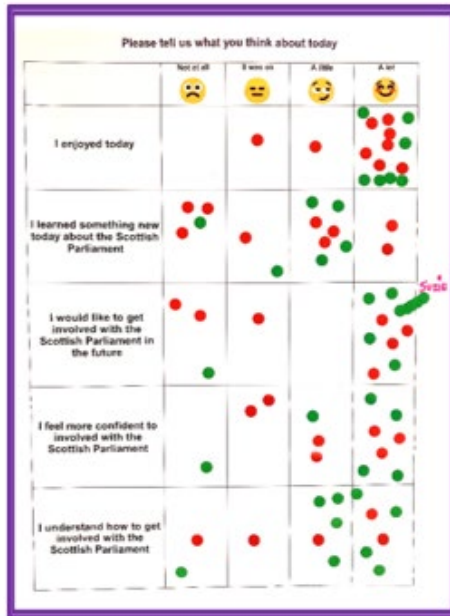 Please tell us what you think about today
Not at all
It was ok
A little
A lot
I enjoyed today
I learned something new
today about the Scottish
Parliament
Susie
I would like to get
involved with the
Scottish Parliament in
the future
I feel more confident to
involved with the
Scottish Parliament
I understand how to get
involved with the
Scottish Parliament